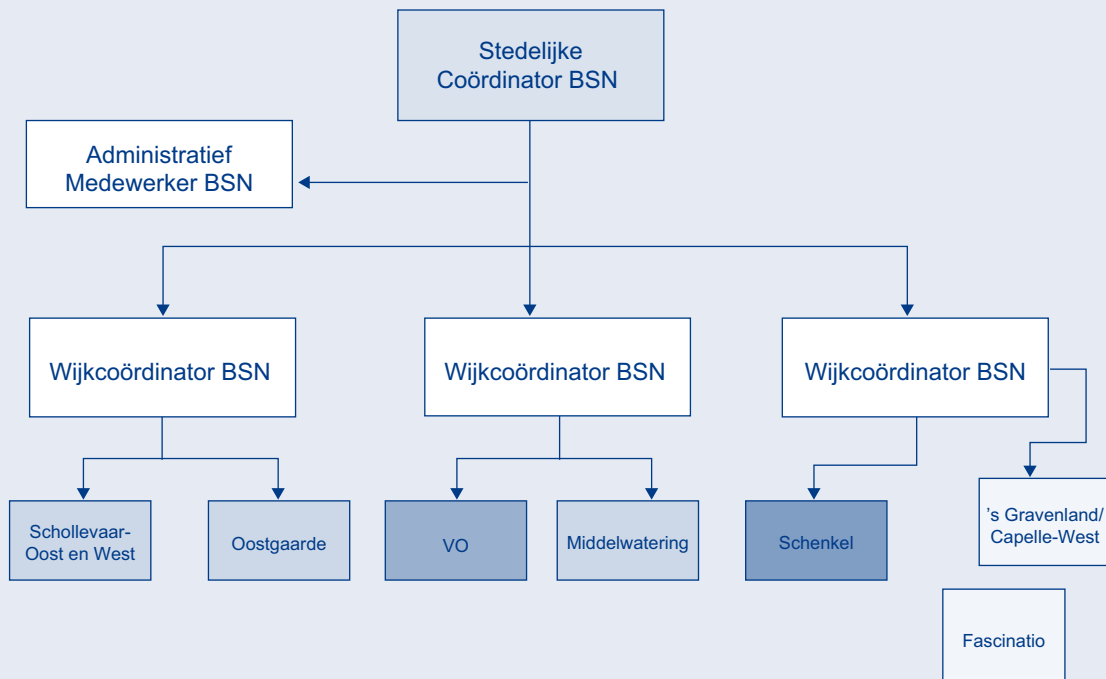 Stedelijke
Coördinator BSN
Administratief
Medewerker BSN
Wijkcoördinator BSN
Wijkcoördinator BSN
Wijkcoördinator BSN
Schollevaar-
Oost en West
Oostgaarde
VO
Middelwatering
Schenkel
's Gravenland/
Capelle-West
Fascinatio